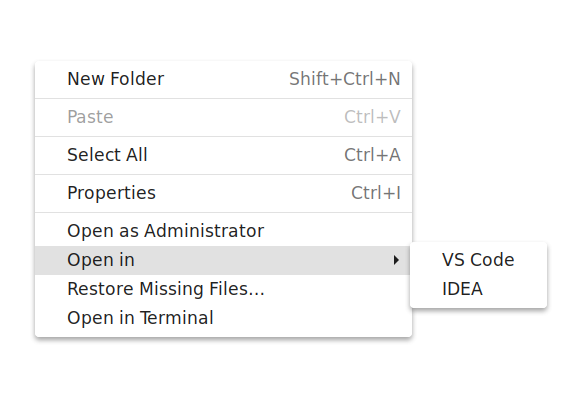 New Folder Shift+Ctrl+N
Paste Ctrl+V
Select All Ctrl+A
Properties Ctrl+I
Open as Administrator
Open in VS Code
Restore Missing Files... IDEA
Open in Terminal